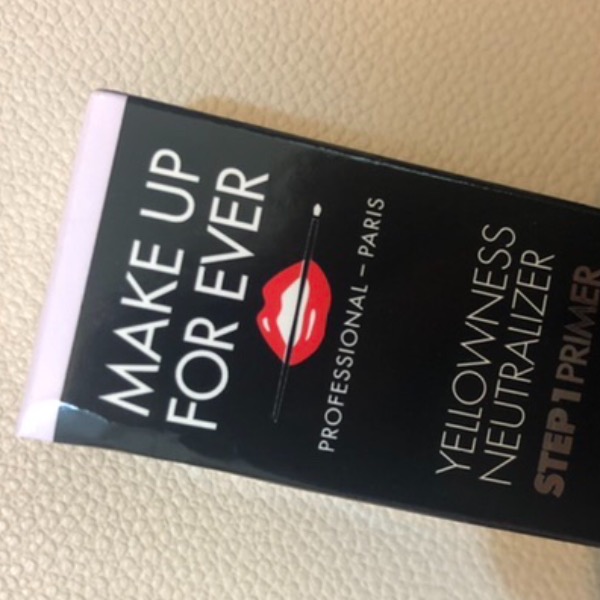 MAKE UP
FOR EVER
PROFESSIONAL – PARIS
YELLOWNESS
NEUTRALIZER
STEP 1 PRIMER